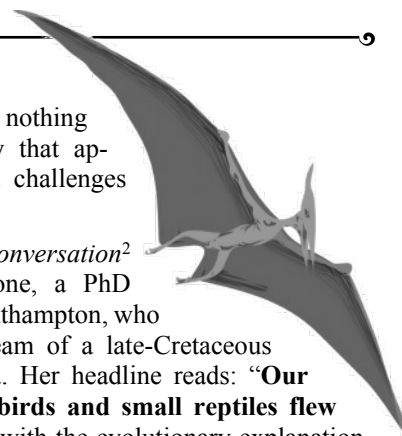 nothing
y that ap-
challenges
onversation²
one, a PhD
thampton, who
eam of a late-Cretaceous
. Her headline reads: “Our
birds and small reptiles flew
with the evolutionary explanation